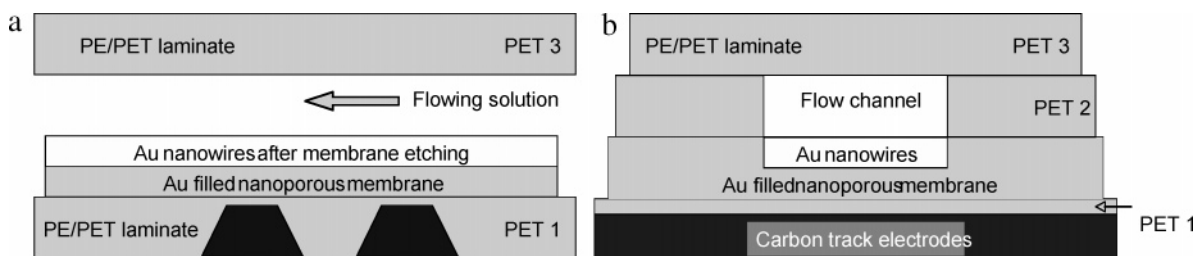 a
PE/PET laminate PET 3
Flowing solution
Au nanowires after membrane etching
Au filled nanoporous membrane
PE/PET laminate PET 1
b
PE/PET laminate PET 3
Flow channel
PET 2
Au nanowires
Au filled nanoporous membrane
PET 1
Carbon track electrodes